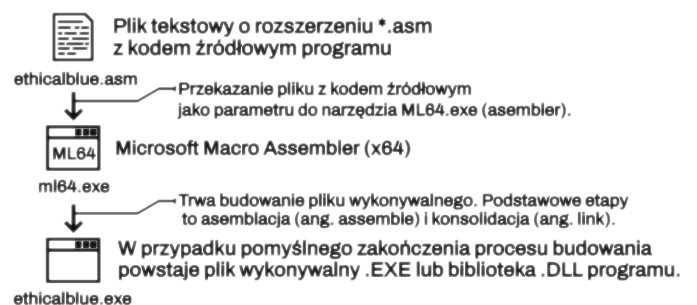 Plik tekstowy o rozszerzeniu *.asm
z kodem źródłowym programu
ethicalblue.asm
Przekazanie pliku z kodem źródłowym
jako parametru do narzędzia ML64.exe (asembler).
ML64
Microsoft Macro Assembler (x64)
ml64.exe
Trwa budowanie pliku wykonywalnego. Podstawowe etapy
to asemblacja (ang. assemble) i konsolidacja (ang. link).
W przypadku pomyślnego zakończenia procesu budowania
powstaje plik wykonywalny .EXE lub biblioteka .DLL programu.
ethicalblue.exe